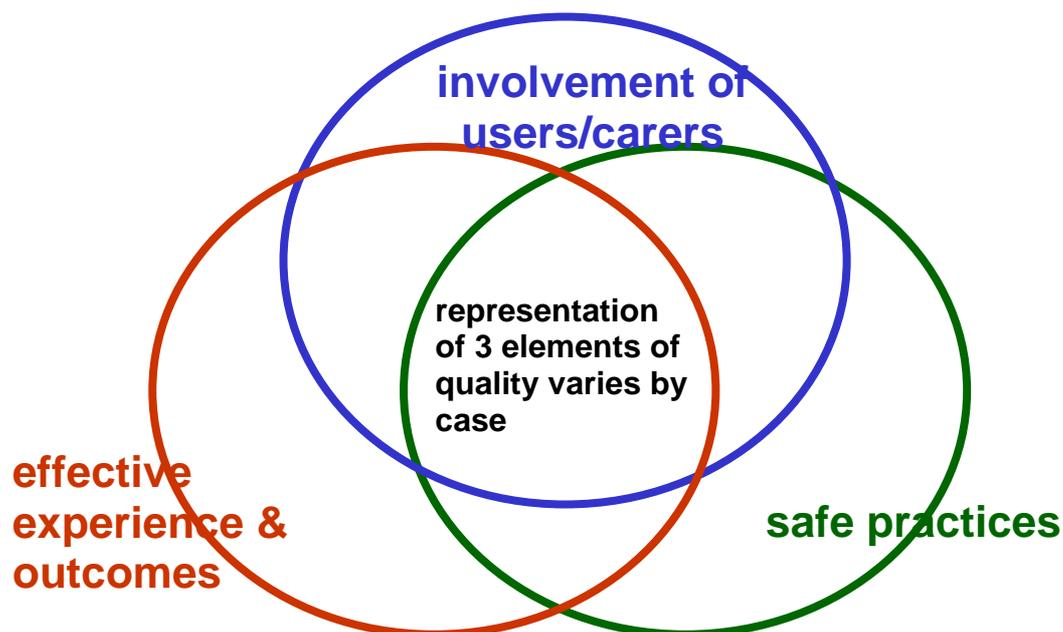 involvement of
users/carers
representation
of 3 elements of
quality varies by
case
effective
experience &
outcomes
safe practices